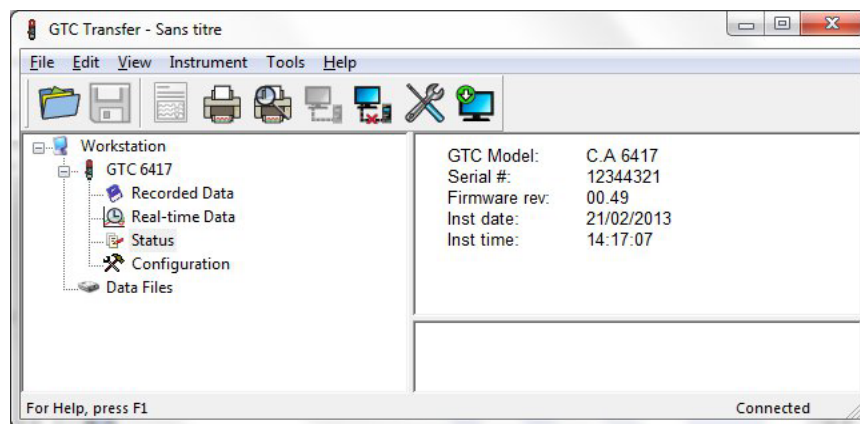 GTC Transfer - Sans titre
File Edit View Instrument Tools Help
Workstation
GTC 6417
Recorded Data
Real-time Data
Status
Configuration
Data Files
GTC Model: C.A 6417
Serial #: 12344321
Firmware rev: 00.49
Inst date: 21/02/2013
Inst time: 14:17:07
For Help, press F1 Connected